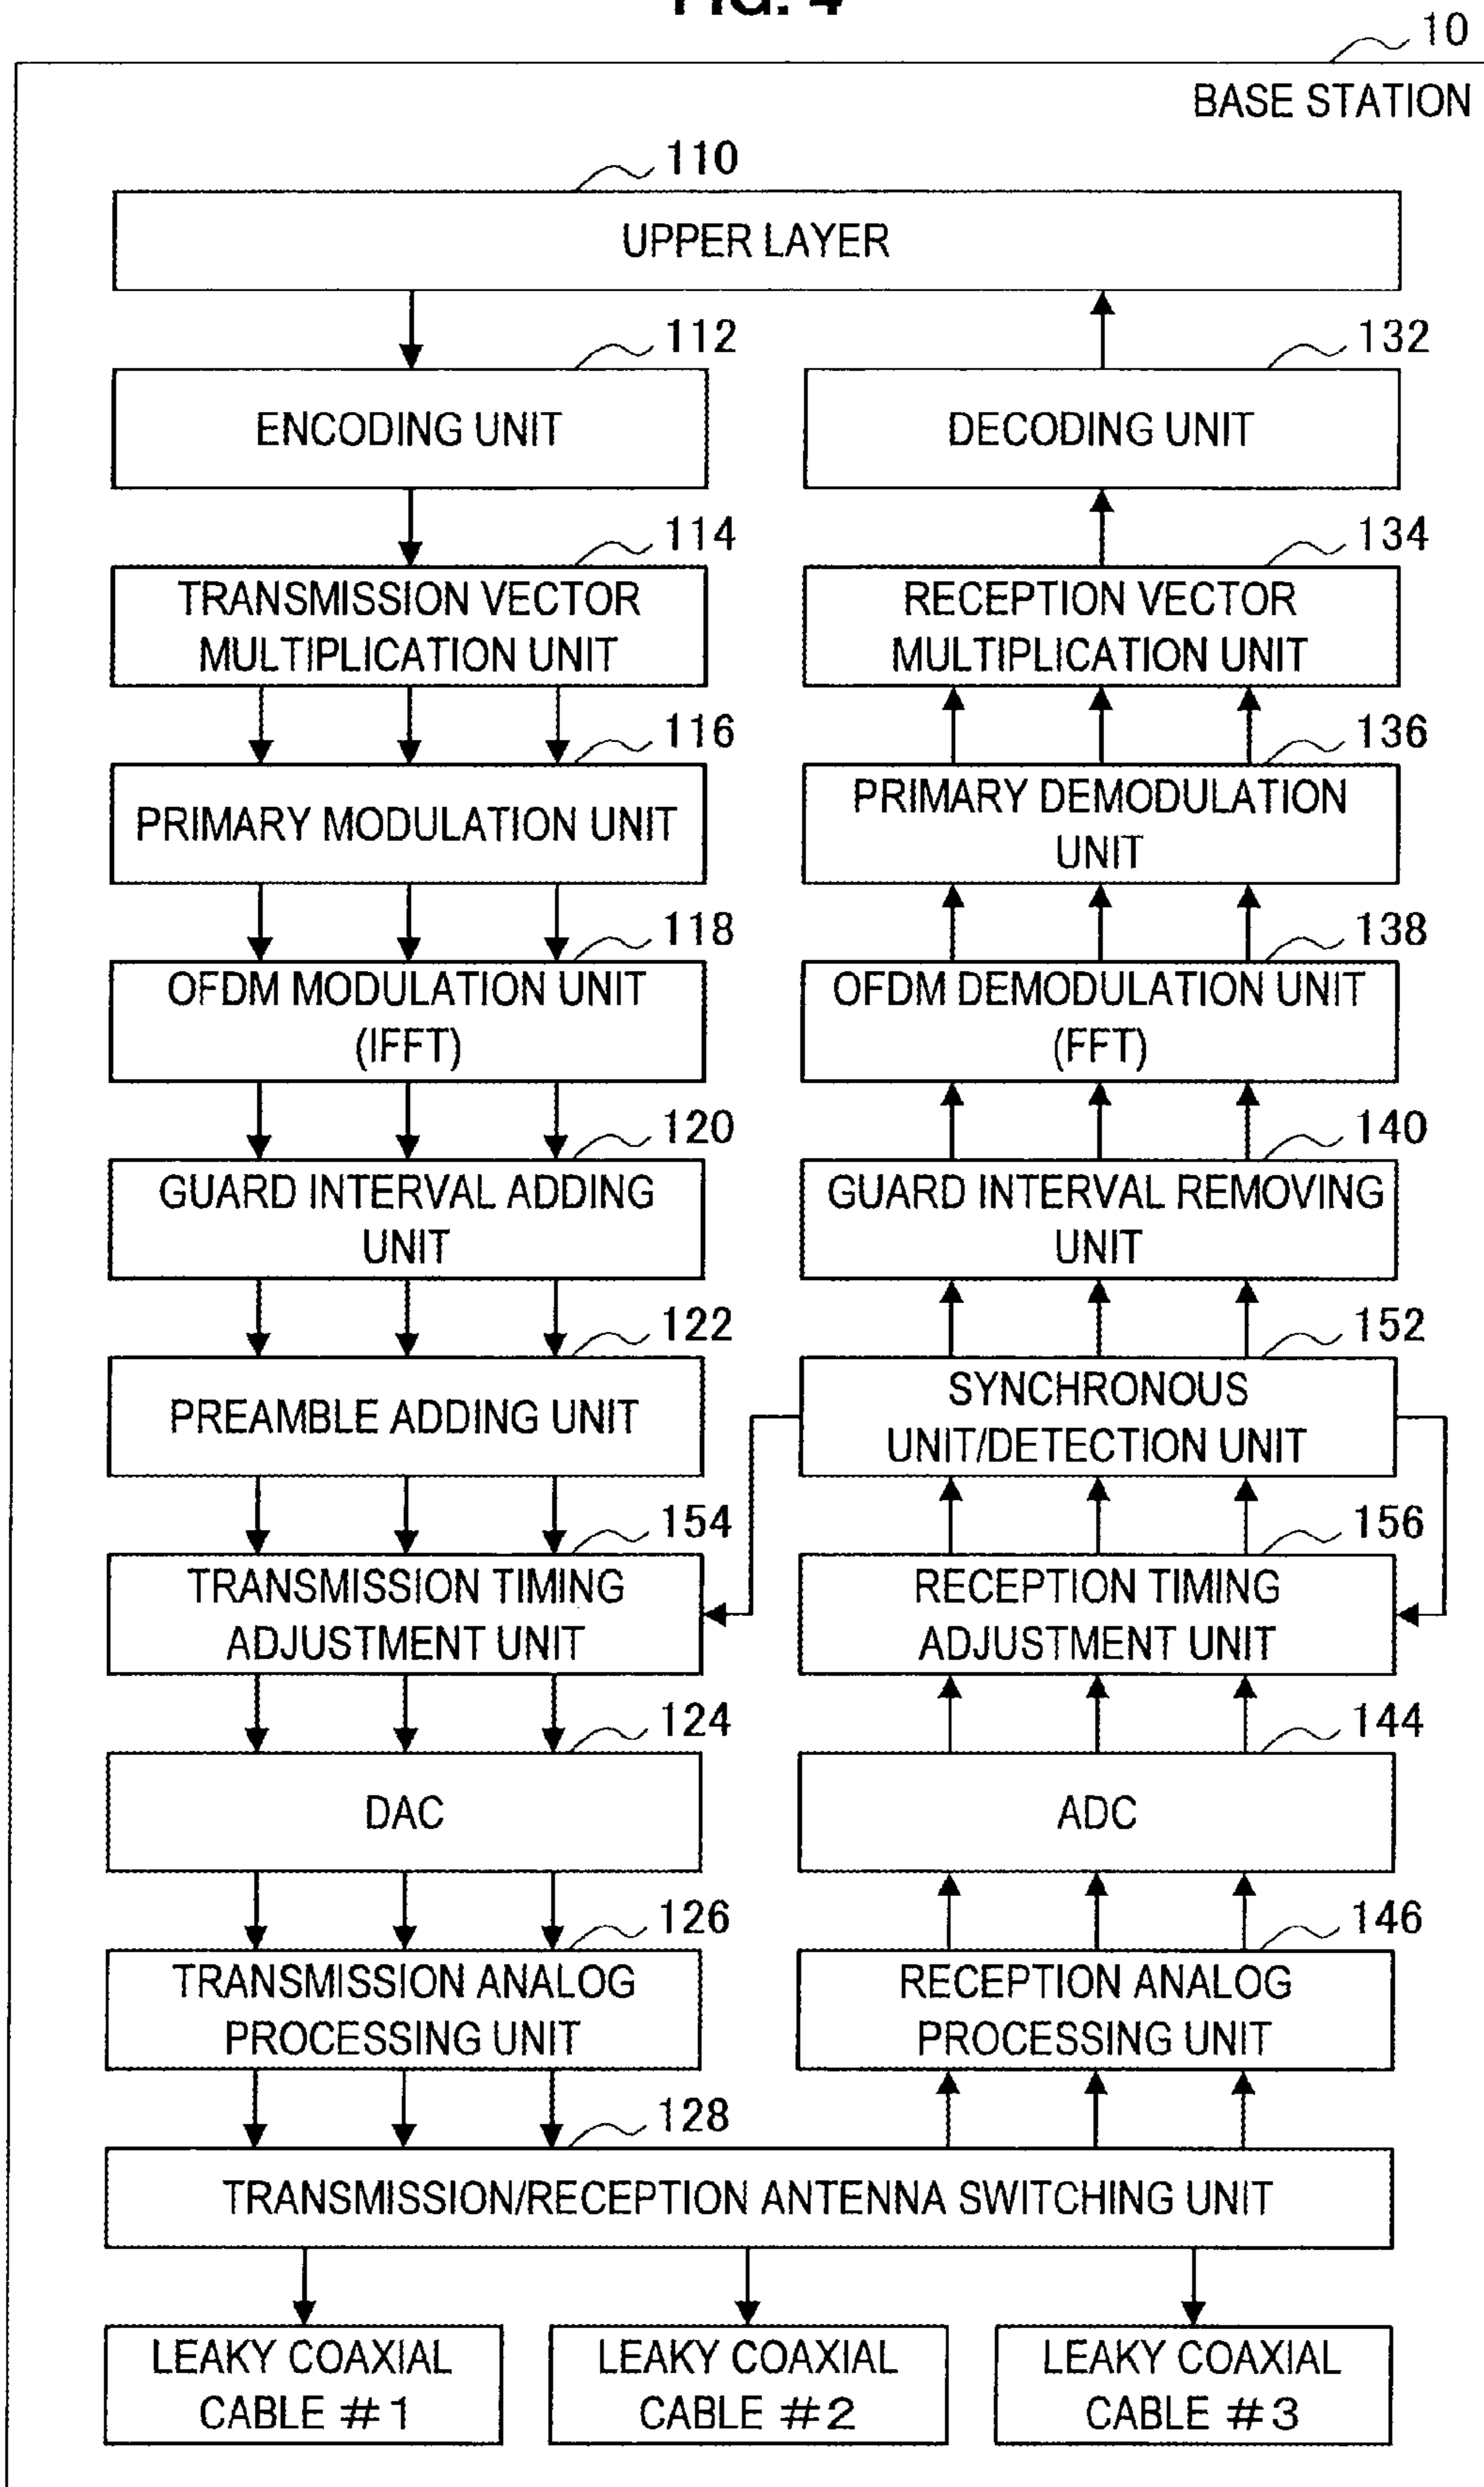 FIG. 4
10
BASE STATION
110
UPPER LAYER
112
132
ENCODING UNIT
DECODING UNIT
114
134
TRANSMISSION VECTOR
MULTIPLICATION UNIT
RECEPTION VECTOR
MULTIPLICATION UNIT
116
136
PRIMARY MODULATION UNIT
PRIMARY DEMODULATION
UNIT
118
138
OFDM MODULATION UNIT
(IFFT)
OFDM DEMODULATION UNIT
(FFT)
120
140
GUARD INTERVAL ADDING
UNIT
GUARD INTERVAL REMOVING
UNIT
122
152
PREAMBLE ADDING UNIT
SYNCHRONOUS
UNIT/DETECTION UNIT
154
156
TRANSMISSION TIMING
ADJUSTMENT UNIT
RECEPTION TIMING
ADJUSTMENT UNIT
124
144
DAC
ADC
126
146
TRANSMISSION ANALOG
PROCESSING UNIT
RECEPTION ANALOG
PROCESSING UNIT
128
TRANSMISSION/RECEPTION ANTENNA SWITCHING UNIT
LEAKY COAXIAL
CABLE #1
LEAKY COAXIAL
CABLE #2
LEAKY COAXIAL
CABLE #3